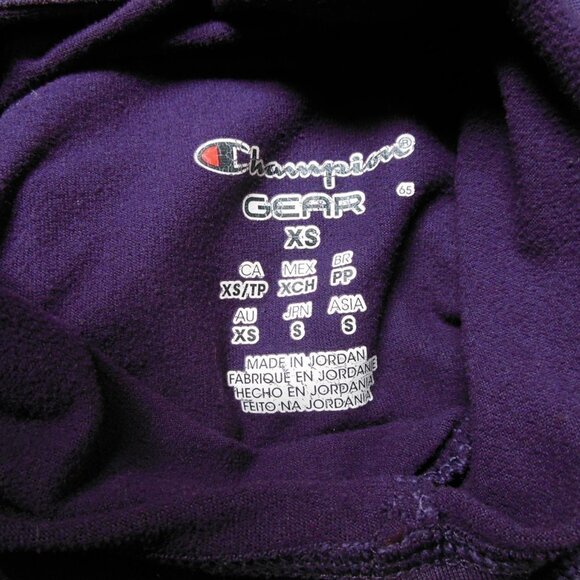 Champion®
GEAR 65
XS
CA MEX BR
XS/TP XCH PP
AU JPN ASIA
XS S S
MADE IN JORDAN
FABRIQUÉ EN JORDANIE
HECHO EN JORDANIA
FEITO NA JORDANIA